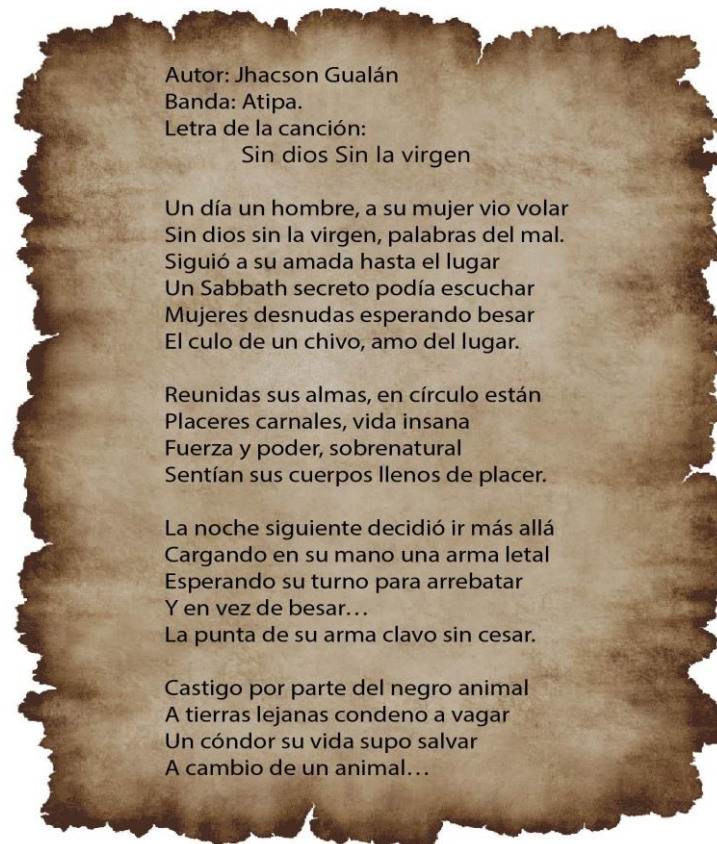 Autor: Jhacson Gualán
Banda: Atipa.
Letra de la canción:
Sin dios Sin la virgen
Un día un hombre, a su mujer vio volar
Sin dios sin la virgen, palabras del mal.
Siguió a su amada hasta el lugar
Un Sabbath secreto podía escuchar
Mujeres desnudas esperando besar
El culo de un chivo, amo del lugar.
Reunidas sus almas, en círculo están
Placeres carnales, vida insana
Fuerza y poder, sobrenatural
Sentían sus cuerpos llenos de placer.
La noche siguiente decidió ir más allá
Cargando en su mano una arma letal
Esperando su turno para arrebatar
Y en vez de besar…
La punta de su arma clavo sin cesar.
Castigo por parte del negro animal
A tierras lejanas condeno a vagar
Un cóndor su vida supo salvar
A cambio de un animal…